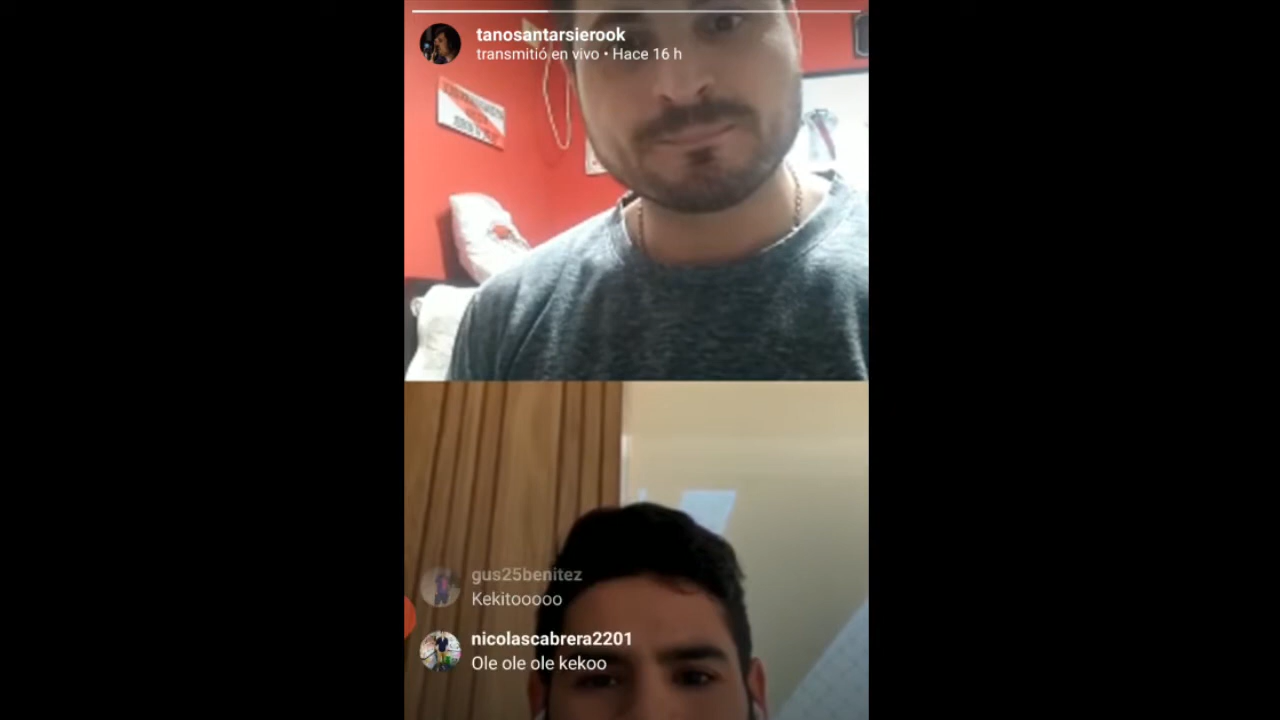 tanosantarsierook
transmitió en vivo • Hace 16 h
gus25benitez
Kekitooooo
nicolascabrera2201
Ole ole ole kekoo